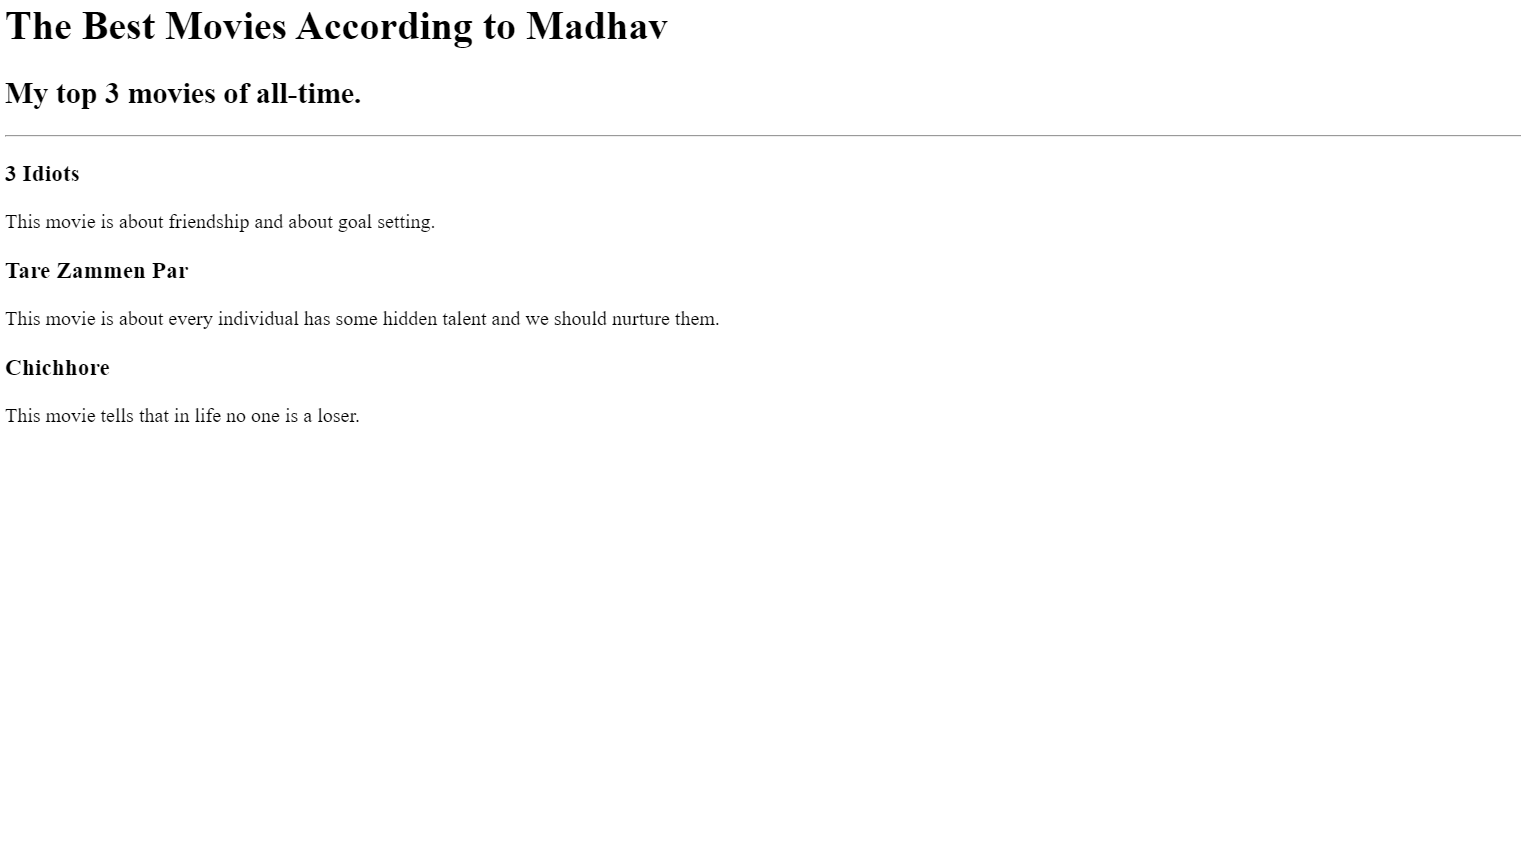 The Best Movies According to Madhav
My top 3 movies of all-time.
3 Idiots
This movie is about friendship and about goal setting.
Tare Zammen Par
This movie is about every individual has some hidden talent and we should nurture them.
Chichhore
This movie tells that in life no one is a loser.